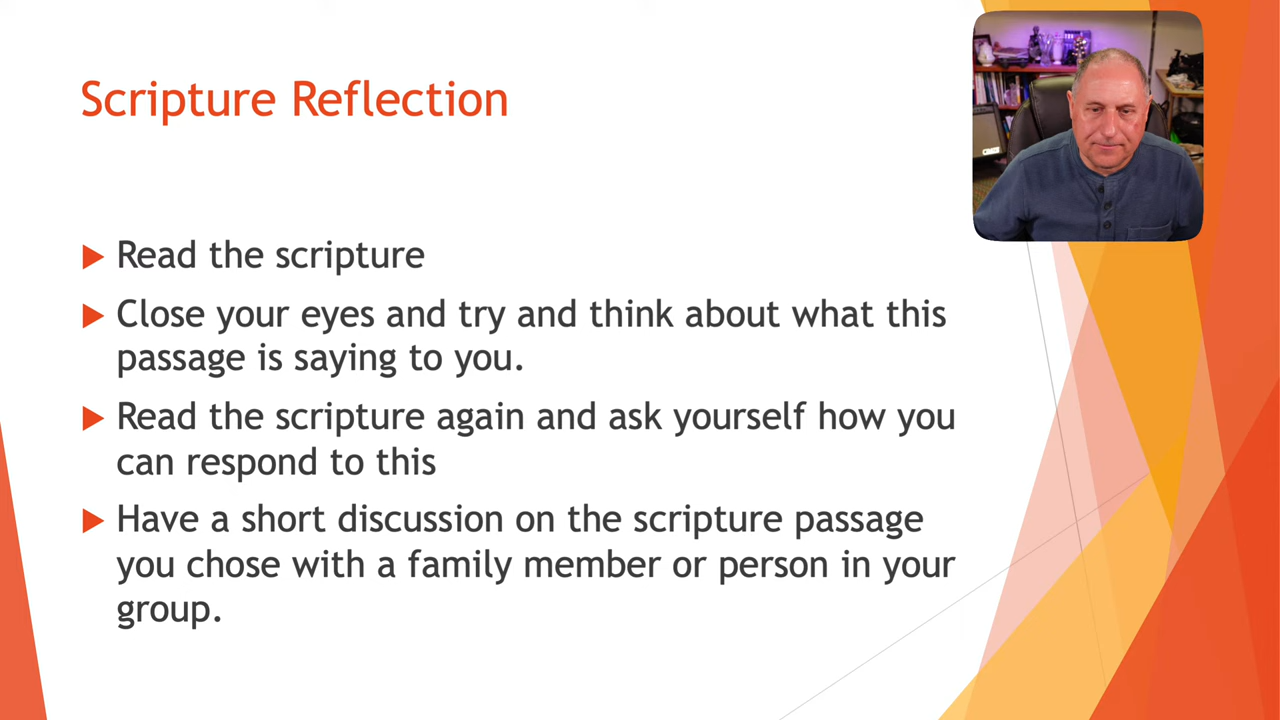 Scripture Reflection
Read the scripture
Close your eyes and try and think about what this
passage is saying to you.
Read the scripture again and ask yourself how you
can respond to this
Have a short discussion on the scripture passage
you chose with a family member or person in your
group.